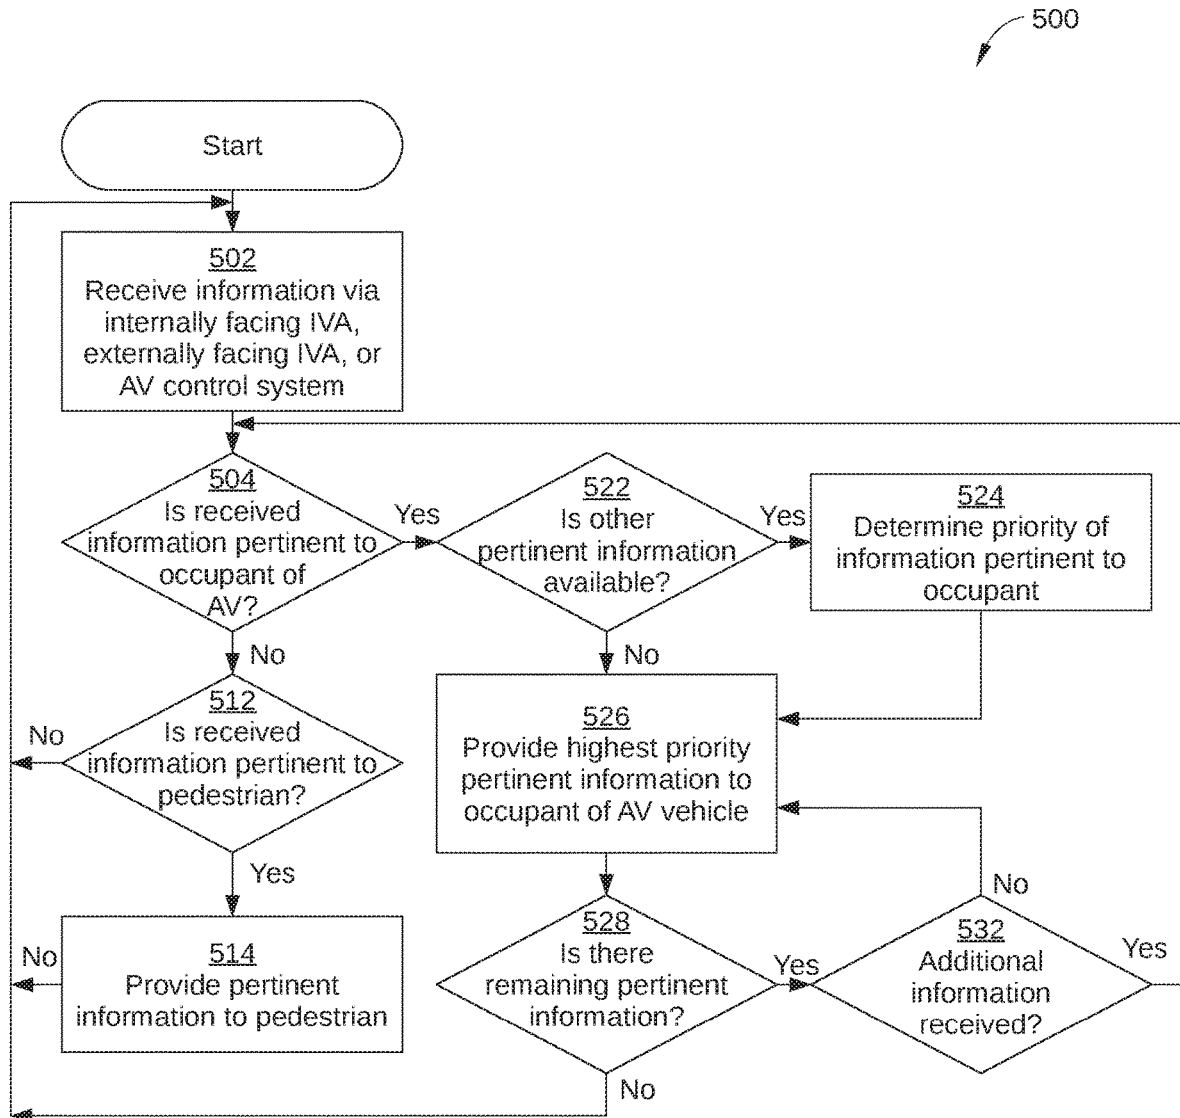 500
Start
502
Receive information via
internally facing IVA,
externally facing IVA, or
AV control system
504
Is received
information pertinent to
occupant of
AV?
Yes
No
522
Is other
pertinent information
available?
Yes
No
524
Determine priority of
information pertinent to
occupant
512
Is received
information pertinent to
pedestrian?
No
Yes
526
Provide highest priority
pertinent information to
occupant of AV vehicle
514
Provide pertinent
information to pedestrian
No
528
Is there
remaining pertinent
information?
Yes
No
532
Additional
information
received?
No
Yes